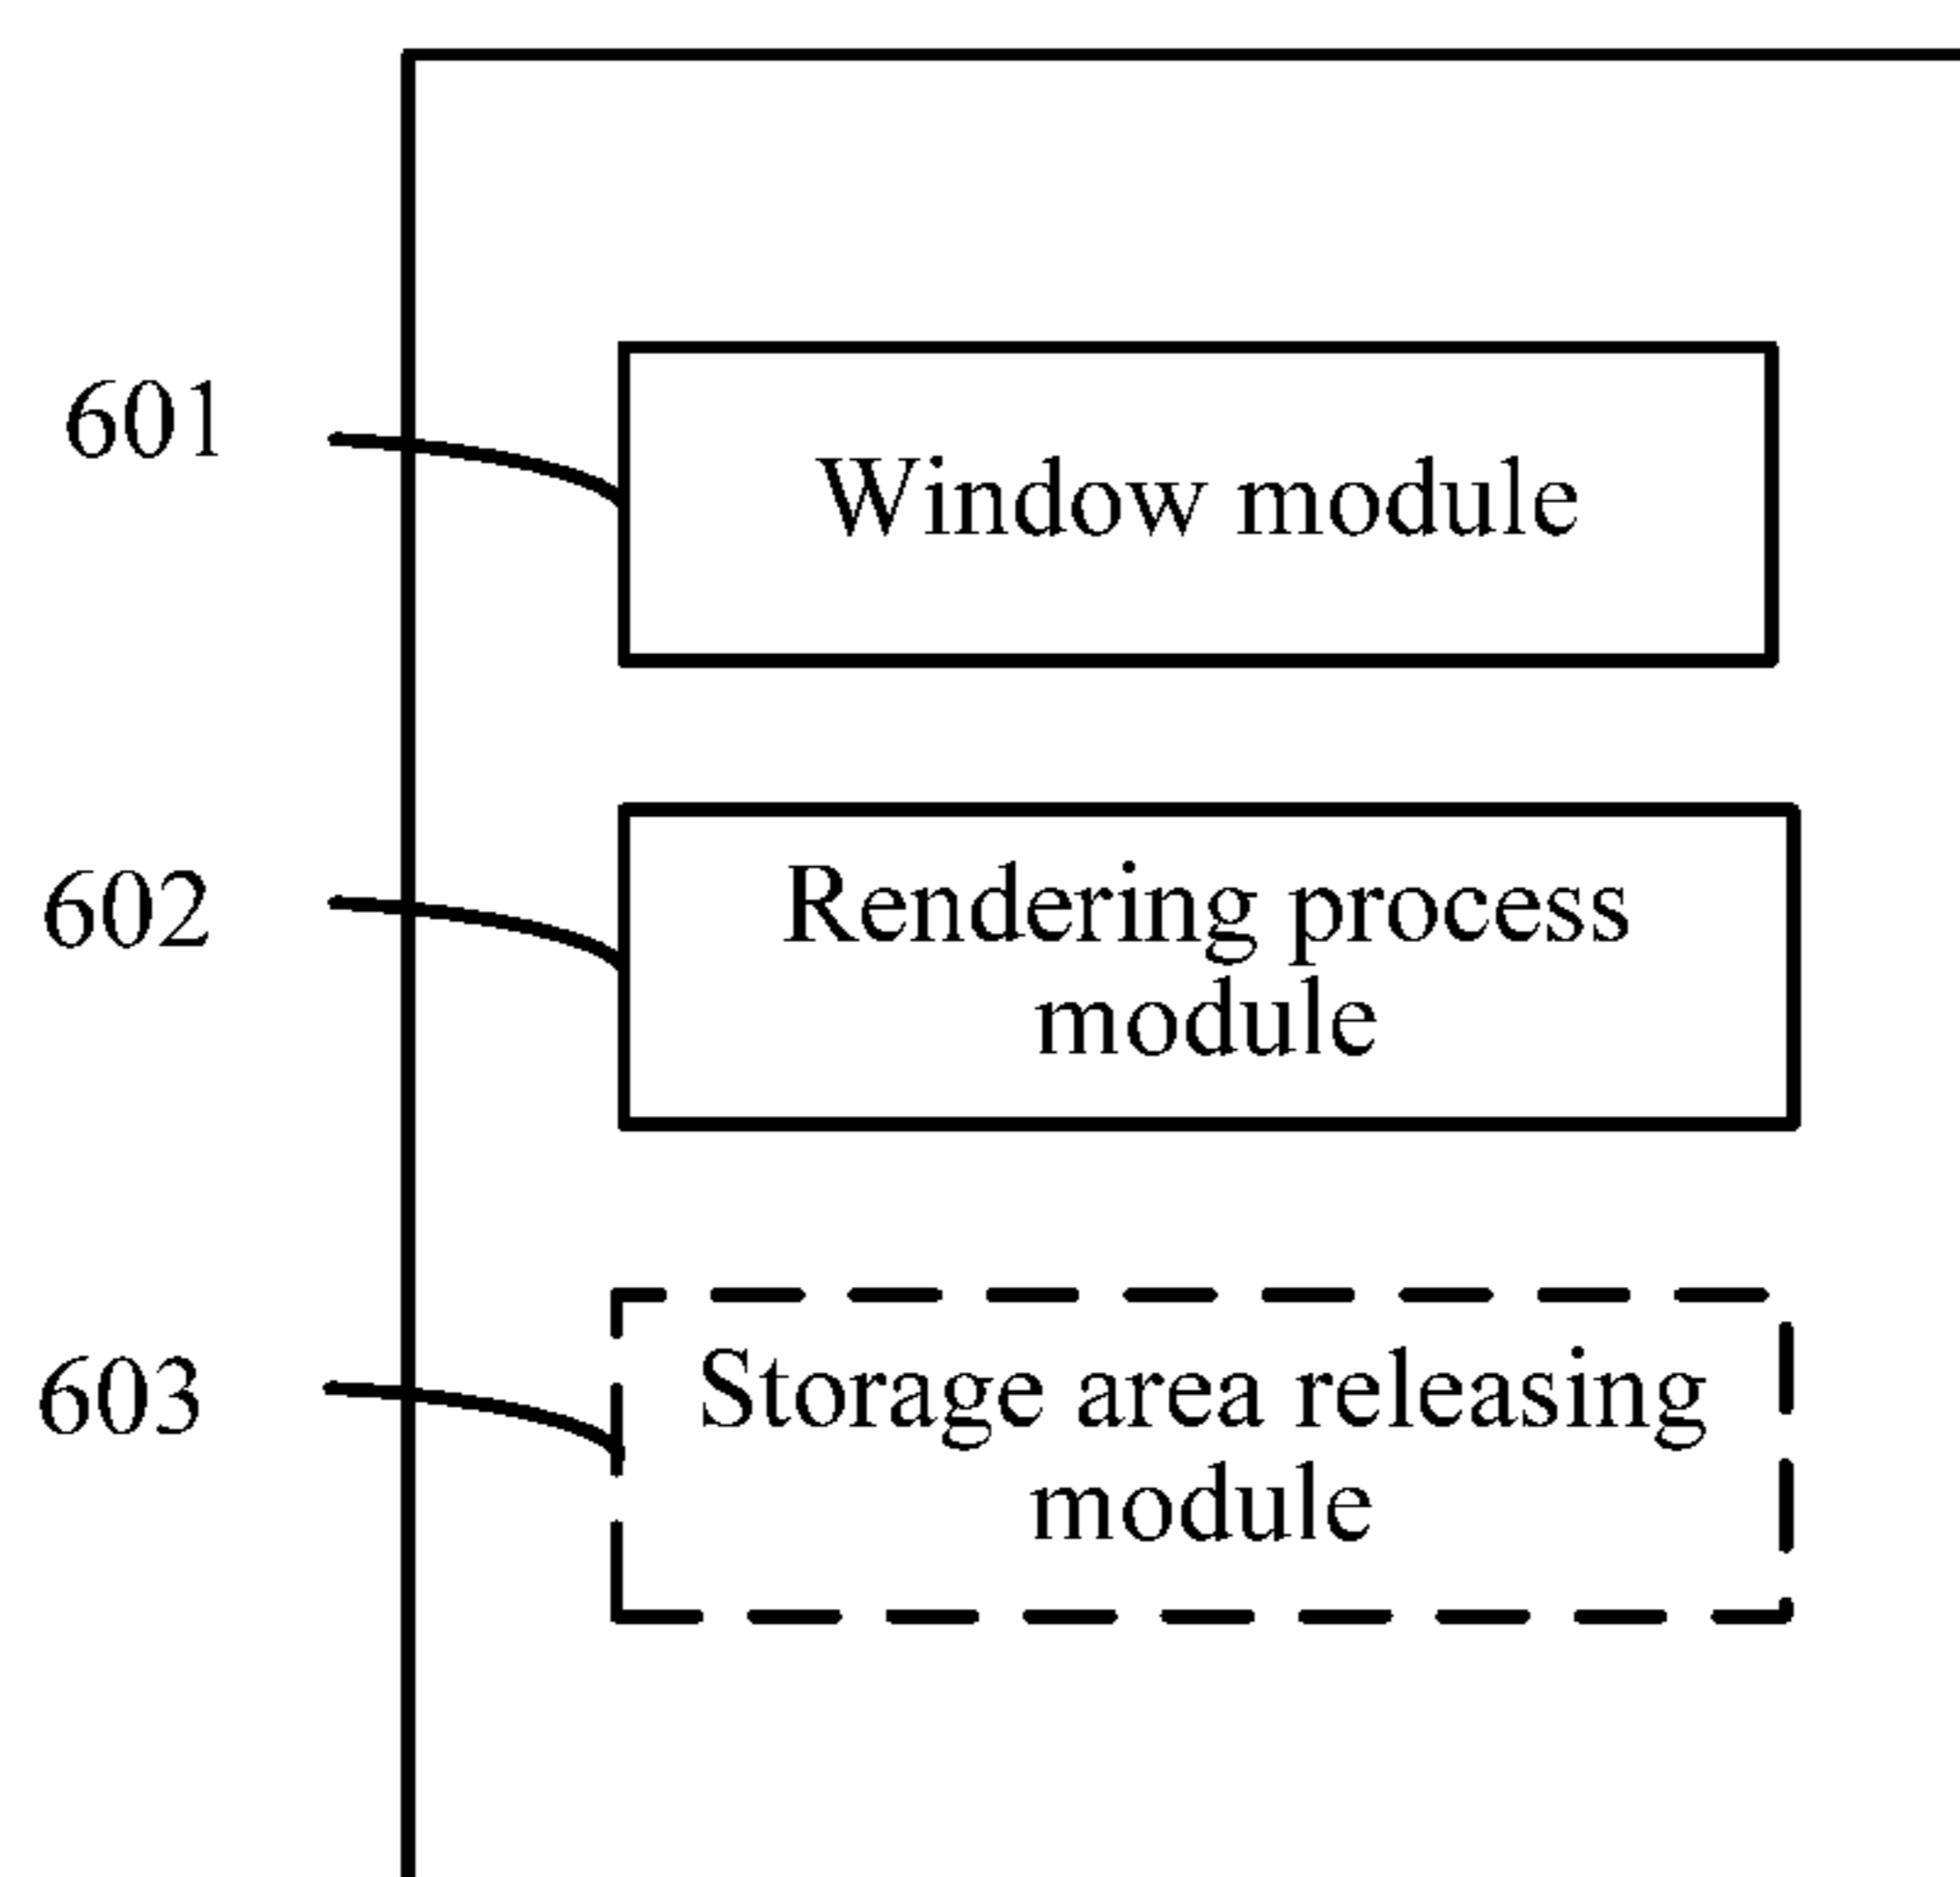 601
Window module
602
Rendering process
module
603
Storage area releasing
module